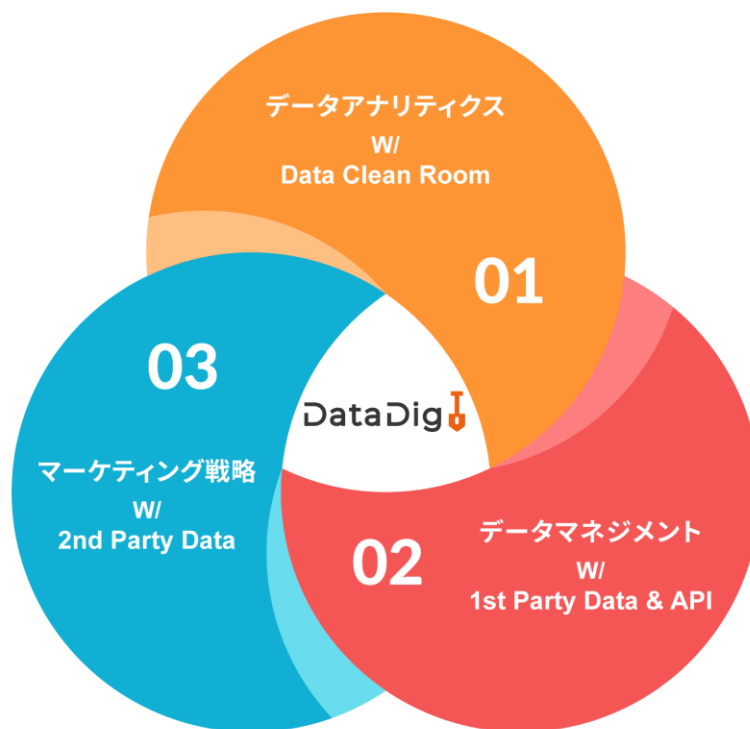 データアナリティクス
W/
Data Clean Room
01
03
DataDig
マーケティング戦略
W/
2nd Party Data
02
データマネジメント
W/
1st Party Data & API